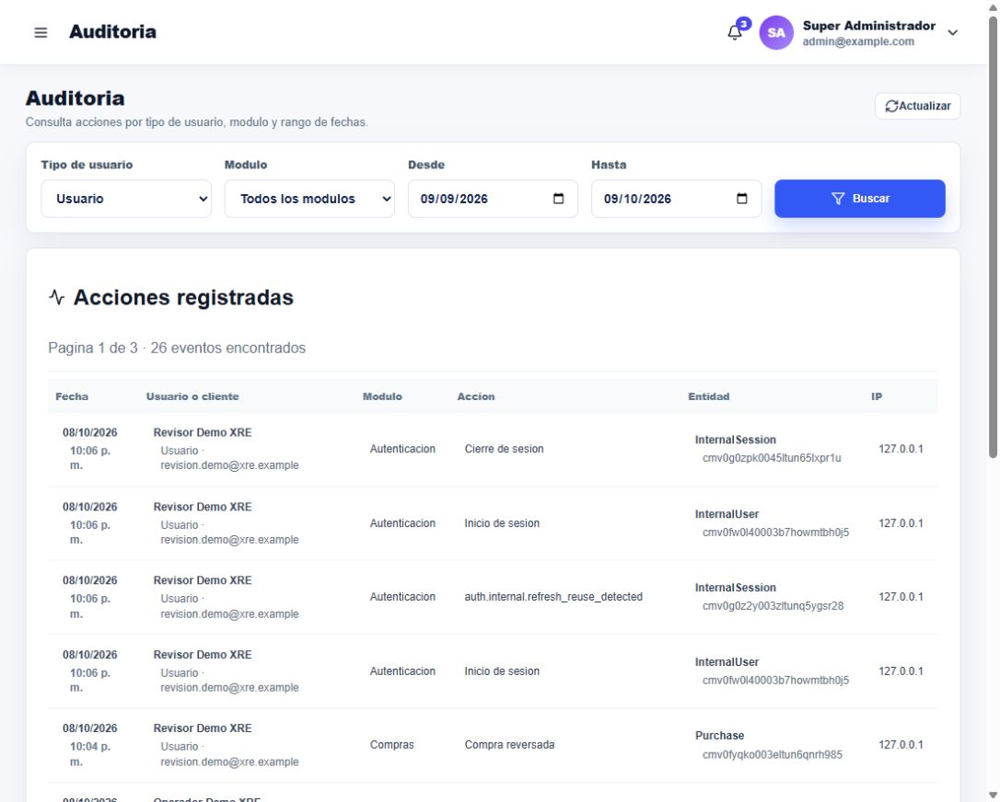 Auditoria
3
SA
Super Administrador
admin@example.com
Auditoria
Consulta acciones por tipo de usuario, modulo y rango de fechas.
Actualizar
Tipo de usuario
Modulo
Desde
Hasta
Usuario
Todos los modulos
09/09/2026
09/10/2026
Buscar
Acciones registradas
Pagina 1 de 3 · 26 eventos encontrados
Fecha Usuario o cliente Modulo Accion Entidad IP
08/10/2026
10:06 p.
m.
Revisor Demo XRE
Usuario ·
revision.demo@xre.example
Autenticacion
Cierre de sesion
InternalSession
cmv0g0zpk0045ltun65lxpr1u
127.0.0.1
08/10/2026
10:06 p.
m.
Revisor Demo XRE
Usuario ·
revision.demo@xre.example
Autenticacion
Inicio de sesion
InternalUser
cmv0fw0l40003b7howmtbh0j5
127.0.0.1
08/10/2026
10:06 p.
m.
Revisor Demo XRE
Usuario ·
revision.demo@xre.example
Autenticacion
auth.internal.refresh_reuse_detected
InternalSession
cmv0g0z2y003zltunq5ygsr28
127.0.0.1
08/10/2026
10:06 p.
m.
Revisor Demo XRE
Usuario ·
revision.demo@xre.example
Autenticacion
Inicio de sesion
InternalUser
cmv0fw0l40003b7howmtbh0j5
127.0.0.1
08/10/2026
10:04 p.
m.
Revisor Demo XRE
Usuario ·
revision.demo@xre.example
Compras
Compra reversada
Purchase
cmv0fyqko003eltun6qnrh985
127.0.0.1
08/10/2026
Operador Demo XRE